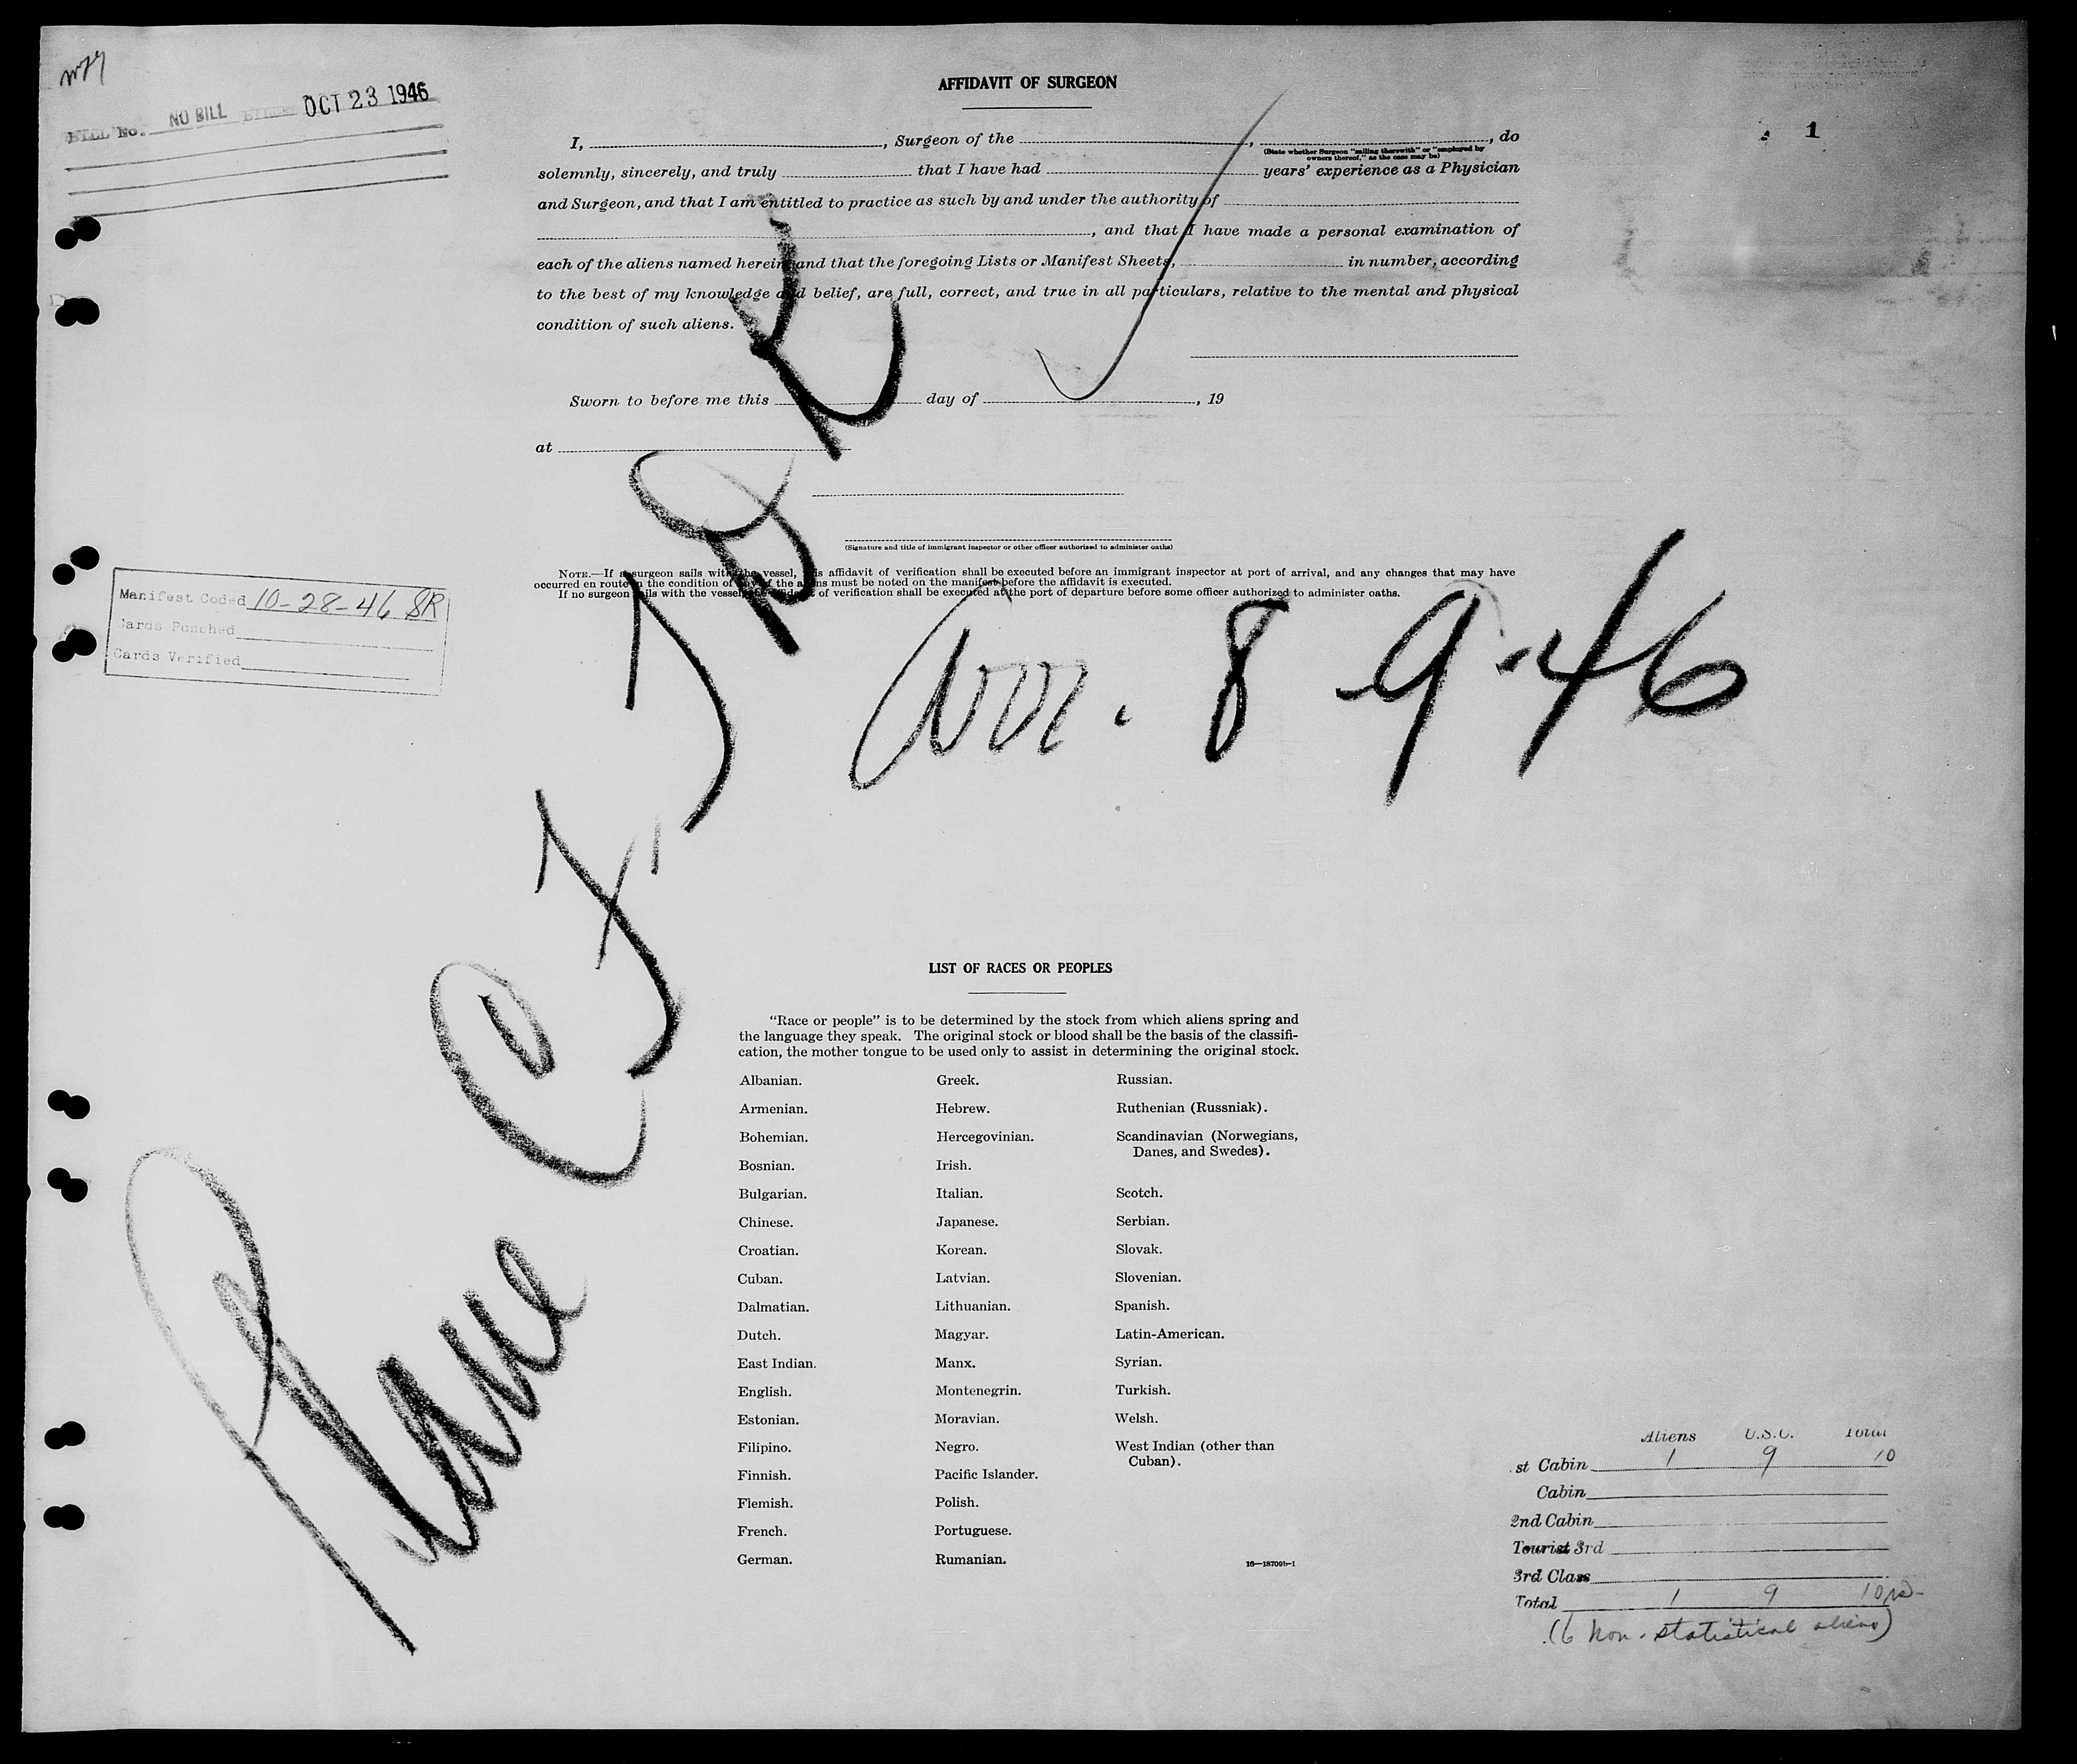 BILL No. NO BILL OCT 23 1946
AFFIDAVIT OF SURGEON
1
I, , Surgeon of the , , do
(State whether Surgeon "sailing therewith" or "employed by
owners thereof," as the case may be)
solemnly, sincerely, and truly that I have had years' experience as a Physician
and Surgeon, and that I am entitled to practice as such by and under the authority of
, and that I have made a personal examination of
each of the aliens named herein and that the foregoing Lists or Manifest Sheets, in number, according
to the best of my knowledge and belief, are full, correct, and true in all particulars, relative to the mental and physical
condition of such aliens.
Sworn to before me this day of , 19
at
(Signature and title of immigrant inspector or other officer authorized to administer oaths)
NOTE.—If a surgeon sails with the vessel, this affidavit of verification shall be executed before an immigrant inspector at port of arrival, and any changes that may have
occurred en route in the condition of any of the aliens must be noted on the manifest before the affidavit is executed.
If no surgeon sails with the vessel, the affidavit of verification shall be executed at the port of departure before some officer authorized to administer oaths.
Manifest Coded 10-28-46 SR
Cards Punched
Cards Verified
Plane
Arr. 8-9-46
LIST OF RACES OR PEOPLES
"Race or people" is to be determined by the stock from which aliens spring and
the language they speak. The original stock or blood shall be the basis of the classifi-
cation, the mother tongue to be used only to assist in determining the original stock.
Albanian. Greek. Russian.
Armenian. Hebrew. Ruthenian (Russniak).
Bohemian. Hercegovinian. Scandinavian (Norwegians,
Danes, and Swedes).
Bosnian. Irish.
Bulgarian. Italian. Scotch.
Chinese. Japanese. Serbian.
Croatian. Korean. Slovak.
Cuban. Latvian. Slovenian.
Dalmatian. Lithuanian. Spanish.
Dutch. Magyar. Latin-American.
East Indian. Manx. Syrian.
English. Montenegrin. Turkish.
Estonian. Moravian. Welsh.
Filipino. Negro. West Indian (other than
Cuban).
Finnish. Pacific Islander.
Flemish. Polish.
French. Portuguese.
German. Rumanian.
16—18709b-1
Aliens U.S.C. Total
st Cabin 1 9 10
Cabin
2nd Cabin
Tourist 3rd
3rd Class
Total 1 9 10
(6 Non-statistical aliens)